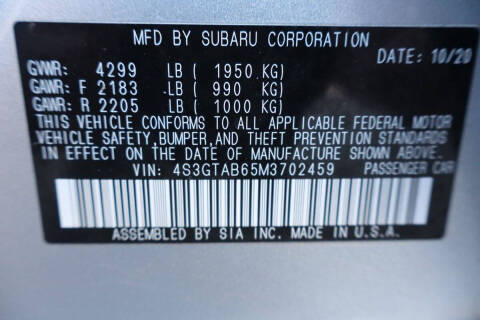 MFD BY SUBARU CORPORATION
DATE: 10/20
GVWR: 4299 LB ( 1950 KG)
GAWR: F 2183 LB ( 990 KG)
GAWR: R 2205 LB ( 1000 KG)
THIS VEHICLE CONFORMS TO ALL APPLICABLE FEDERAL MOTOR
VEHICLE SAFETY, BUMPER, AND THEFT PREVENTION STANDARDS
IN EFFECT ON THE DATE OF MANUFACTURE SHOWN ABOVE.
VIN: 4S3GTAB65M3702459 PASSENGER CAR
ASSEMBLED BY SIA INC. MADE IN U.S.A.